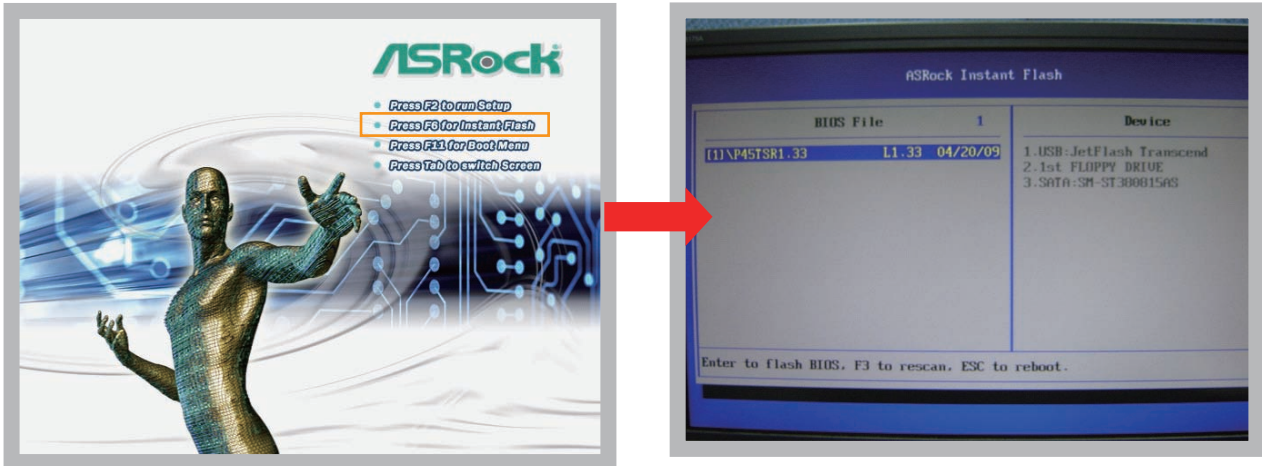 ASRock
Press F2 to run Setup
Press F6 for Instant Flash
Press F11 for Boot Menu
Press Tab to switch Screen
ASRock Instant Flash
BIOS File 1
Device
[1]\P45TSR1.33 L1.33 04/20/09
1.USB:JetFlash Transcend
2.1st FLOPPY DRIVE
3.SATA:SM-ST380815AS
Enter to flash BIOS, F3 to rescan, ESC to reboot.